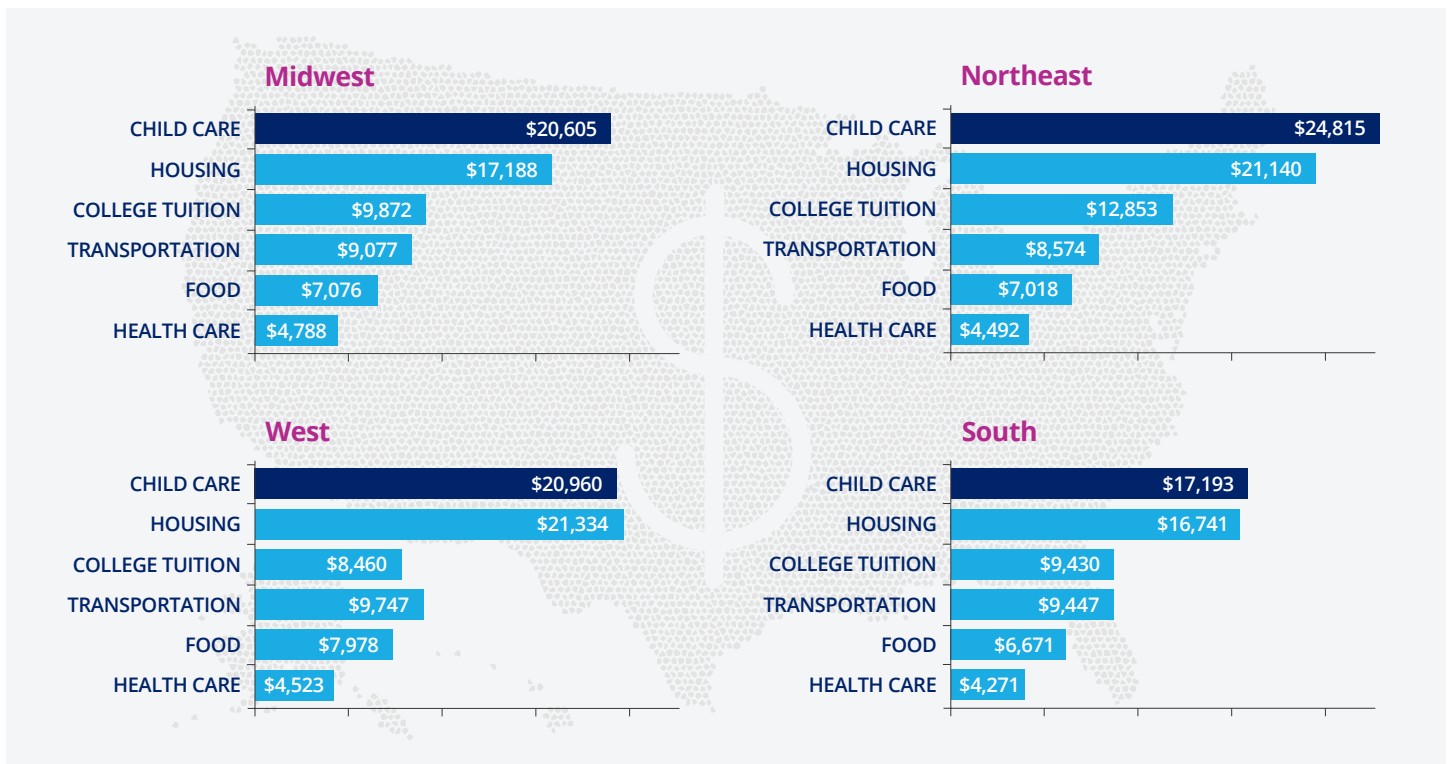 Midwest
CHILD CARE $20,605
HOUSING $17,188
COLLEGE TUITION $9,872
TRANSPORTATION $9,077
FOOD $7,076
HEALTH CARE $4,788
Northeast
CHILD CARE $24,815
HOUSING $21,140
COLLEGE TUITION $12,853
TRANSPORTATION $8,574
FOOD $7,018
HEALTH CARE $4,492
West
CHILD CARE $20,960
HOUSING $21,334
COLLEGE TUITION $8,460
TRANSPORTATION $9,747
FOOD $7,978
HEALTH CARE $4,523
South
CHILD CARE $17,193
HOUSING $16,741
COLLEGE TUITION $9,430
TRANSPORTATION $9,447
FOOD $6,671
HEALTH CARE $4,271
$